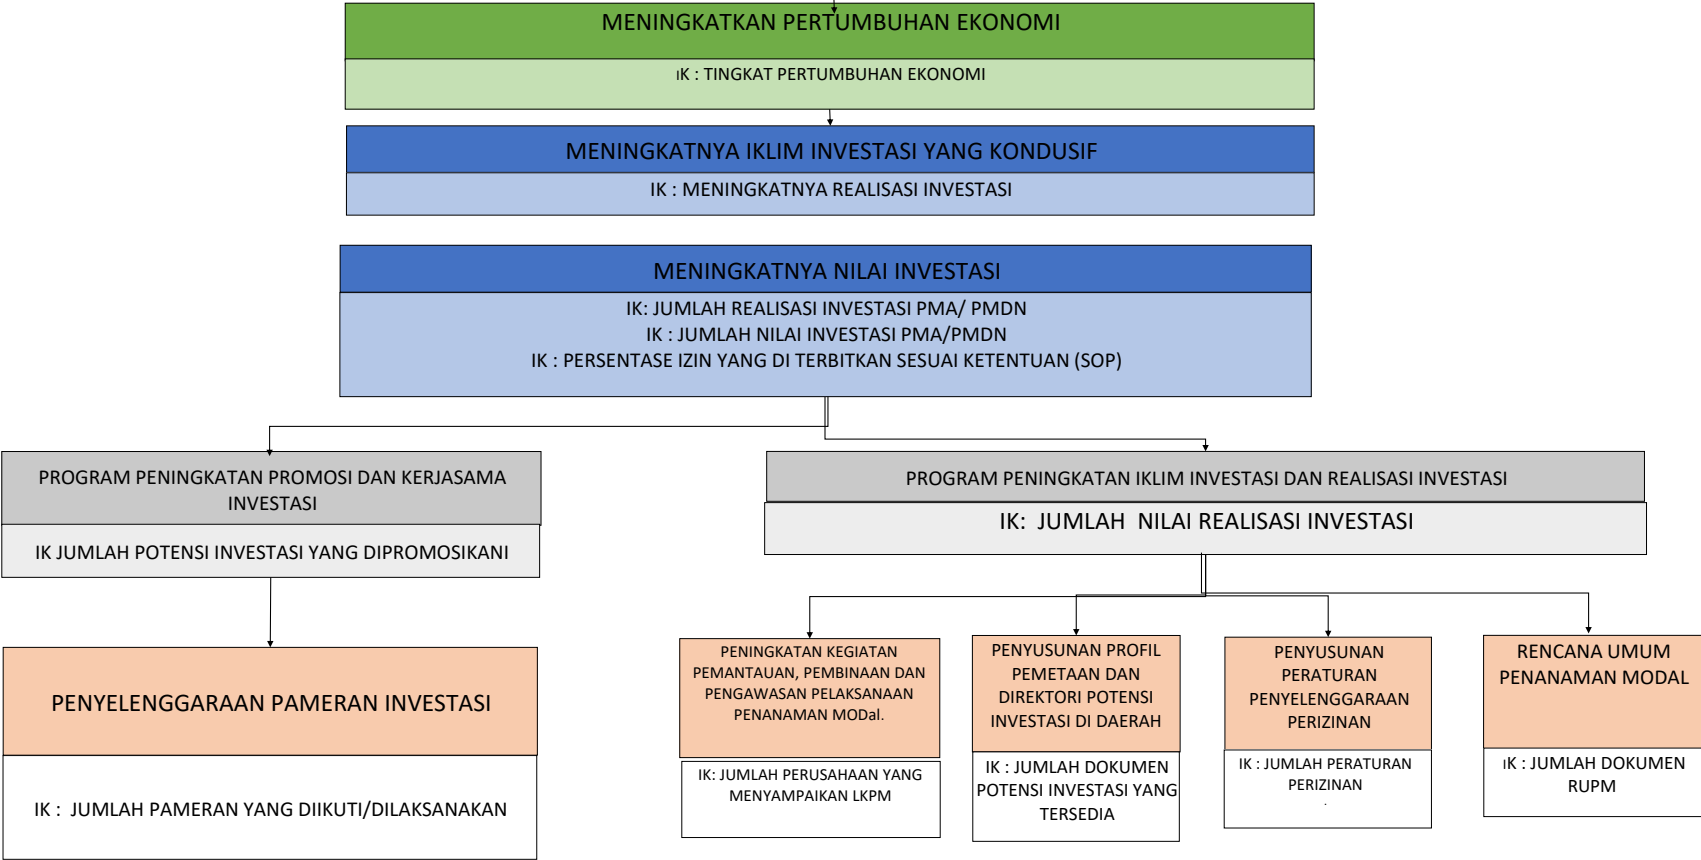 MENINGKATKAN PERTUMBUHAN EKONOMI
IK : TINGKAT PERTUMBUHAN EKONOMI
MENINGKATNYA IKLIM INVESTASI YANG KONDUSIF
IK : MENINGKATNYA REALISASI INVESTASI
MENINGKATNYA NILAI INVESTASI
IK: JUMLAH REALISASI INVESTASI PMA/ PMDN
IK : JUMLAH NILAI INVESTASI PMA/PMDN
IK : PERSENTASE IZIN YANG DI TERBITKAN SESUAI KETENTUAN (SOP)
PROGRAM PENINGKATAN PROMOSI DAN KERJASAMA
INVESTASI
IK JUMLAH POTENSI INVESTASI YANG DIPROMOSIKANI
PROGRAM PENINGKATAN IKLIM INVESTASI DAN REALISASI INVESTASI
IK: JUMLAH NILAI REALISASI INVESTASI
PENYELENGGARAAN PAMERAN INVESTASI
IK : JUMLAH PAMERAN YANG DIIKUTI/DILAKSANAKAN
PENINGKATAN KEGIATAN
PEMANTAUAN, PEMBINAAN DAN
PENGAWASAN PELAKSANAAN
PENANAMAN MODal.
IK: JUMLAH PERUSAHAAN YANG
MENYAMPAIKAN LKPM
PENYUSUNAN PROFIL
PEMETAAN DAN
DIREKTORI POTENSI
INVESTASI DI DAERAH
IK : JUMLAH DOKUMEN
POTENSI INVESTASI YANG
TERSEDIA
PENYUSUNAN
PERATURAN
PENYELENGGARAAN
PERIZINAN
IK : JUMLAH PERATURAN
PERIZINAN
.
RENCANA UMUM
PENANAMAN MODAL
IK : JUMLAH DOKUMEN
RUPM